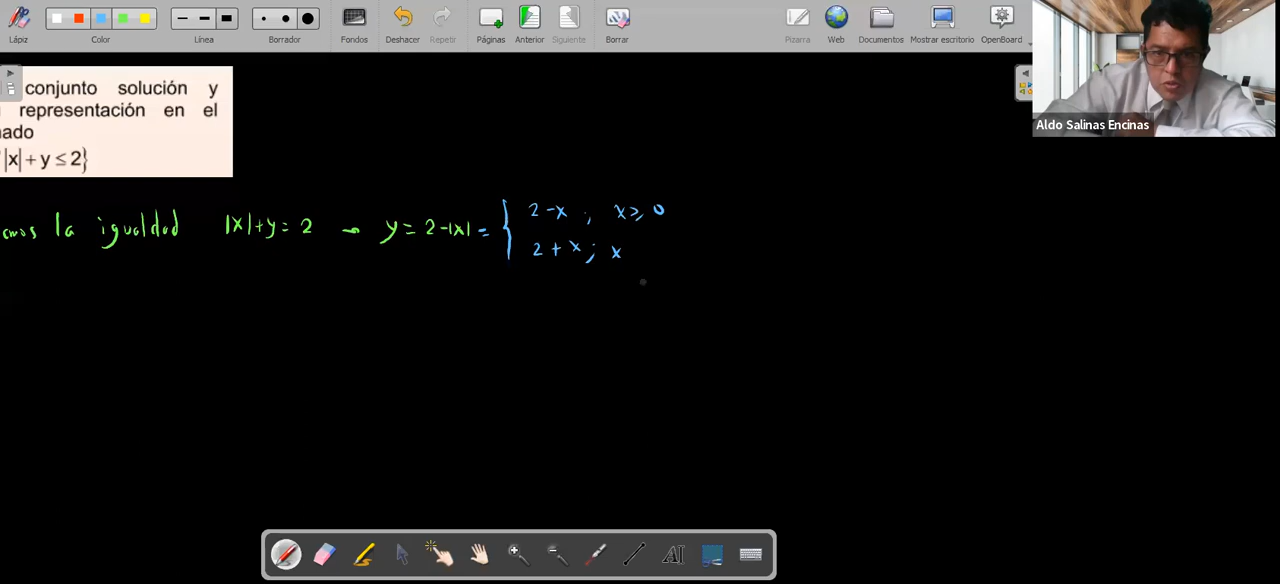 Color
Línea
Borrador
Lápiz
Fondos
Deshacer
Repetir
Páginas
Anterior
Siguiente
Borrar
Pizarra
Web
Documentos
Mostrar escritorio
OpenBoard
Aldo Salinas Encinas
conjunto solución y
representación en el
|x| + y ≤ 2}
la igualdad |x| + y = 2 → y = 2 - |x| = { 2 - x ; x ≥ 0
2 + x ; x